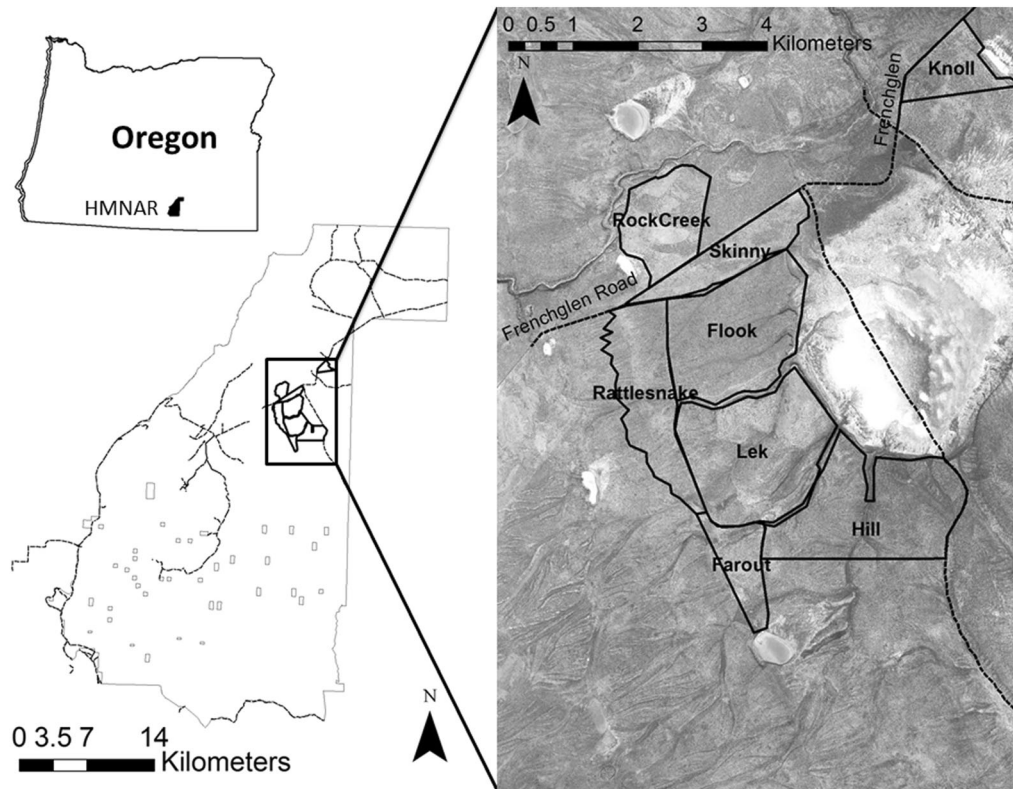 Oregon
HMNAR
N
0 3.5 7 14
Kilometers
0 0.5 1 2 3 4
Kilometers
N
Knoll
Frenchglen
RockCreek
Skinny
Frenchglen Road
Flook
Rattlesnake
Lek
Hill
Farout